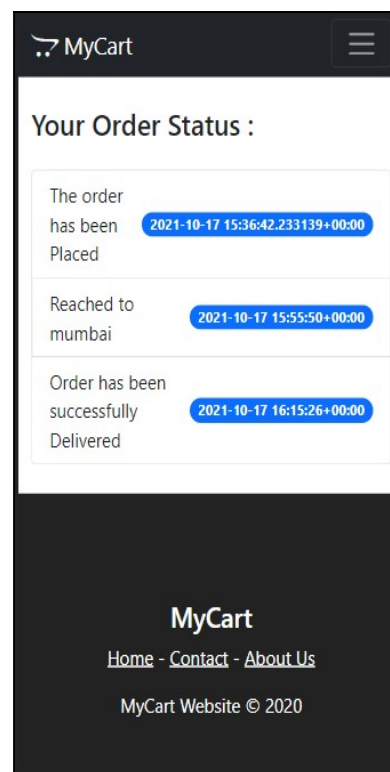 MyCart
Your Order Status :
The order
has been
Placed
2021-10-17 15:36:42.233139+00:00
Reached to
mumbai
2021-10-17 15:55:50+00:00
Order has been
successfully
Delivered
2021-10-17 16:15:26+00:00
MyCart
Home - Contact - About Us
MyCart Website © 2020